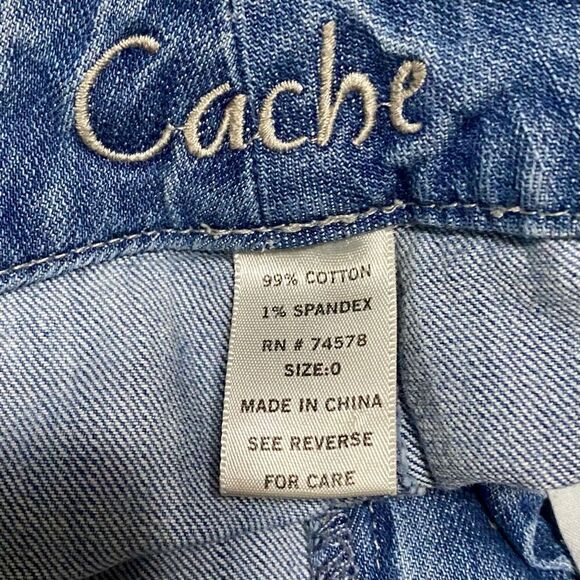 Cache
99% COTTON
1% SPANDEX
RN # 74578
SIZE:0
MADE IN CHINA
SEE REVERSE
FOR CARE